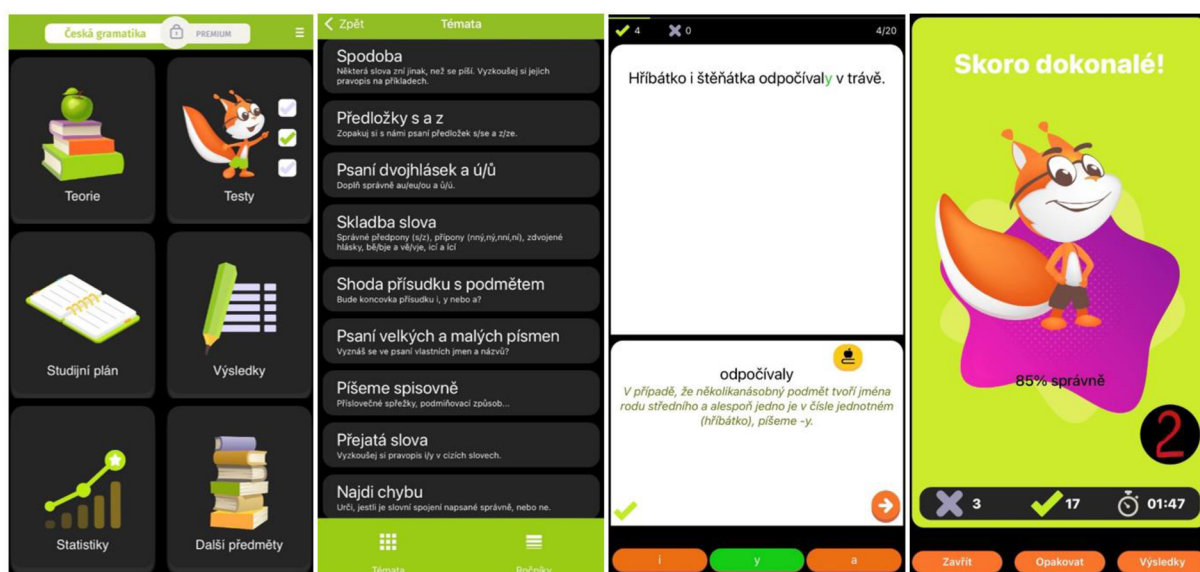 Česká gramatika
PREMIUM
Teorie
Testy
Studijní plán
Výsledky
Statistiky
Další předměty
Zpět
Témata
Spodoba
Některá slova zní jinak, než se píší. Vyzkoušej si jejich
pravopis na příkladech.
Předložky s a z
Zopakuj si s námi psaní předložek s/se a z/ze.
Psaní dvojhlásek a ú/ů
Doplň správně au/eu/ou a ů/ú.
Skladba slova
Správné předpony (s/z), přípony (nný,ný,nní,ní), zdvojené
hlásky, bě/bje a vě/vje, icí a ící
Shoda přísudku s podmětem
Bude koncovka přísudku i, y nebo a?
Psaní velkých a malých písmen
Vyznáš se ve psaní vlastních jmen a názvů?
Píšeme spisovně
Příslovečné spřežky, podmiňovací způsob...
Přejatá slova
Vyzkoušej si pravopis i/y v cizích slovech.
Najdi chybu
Urči, jestli je slovní spojení napsané správně, nebo ne.
Témata
Ročníky
4
0
4/20
Hříbátko i štěňátka odpočívaly v trávě.
odpočívaly
V případě, že několikanásobný podmět tvoří jména
rodu středního a alespoň jedno je v čísle jednotném
(hříbátko), píšeme -y.
i
y
a
Skoro dokonalé!
85% správně
2
3
17
01:47
Zavřít
Opakovat
Výsledky